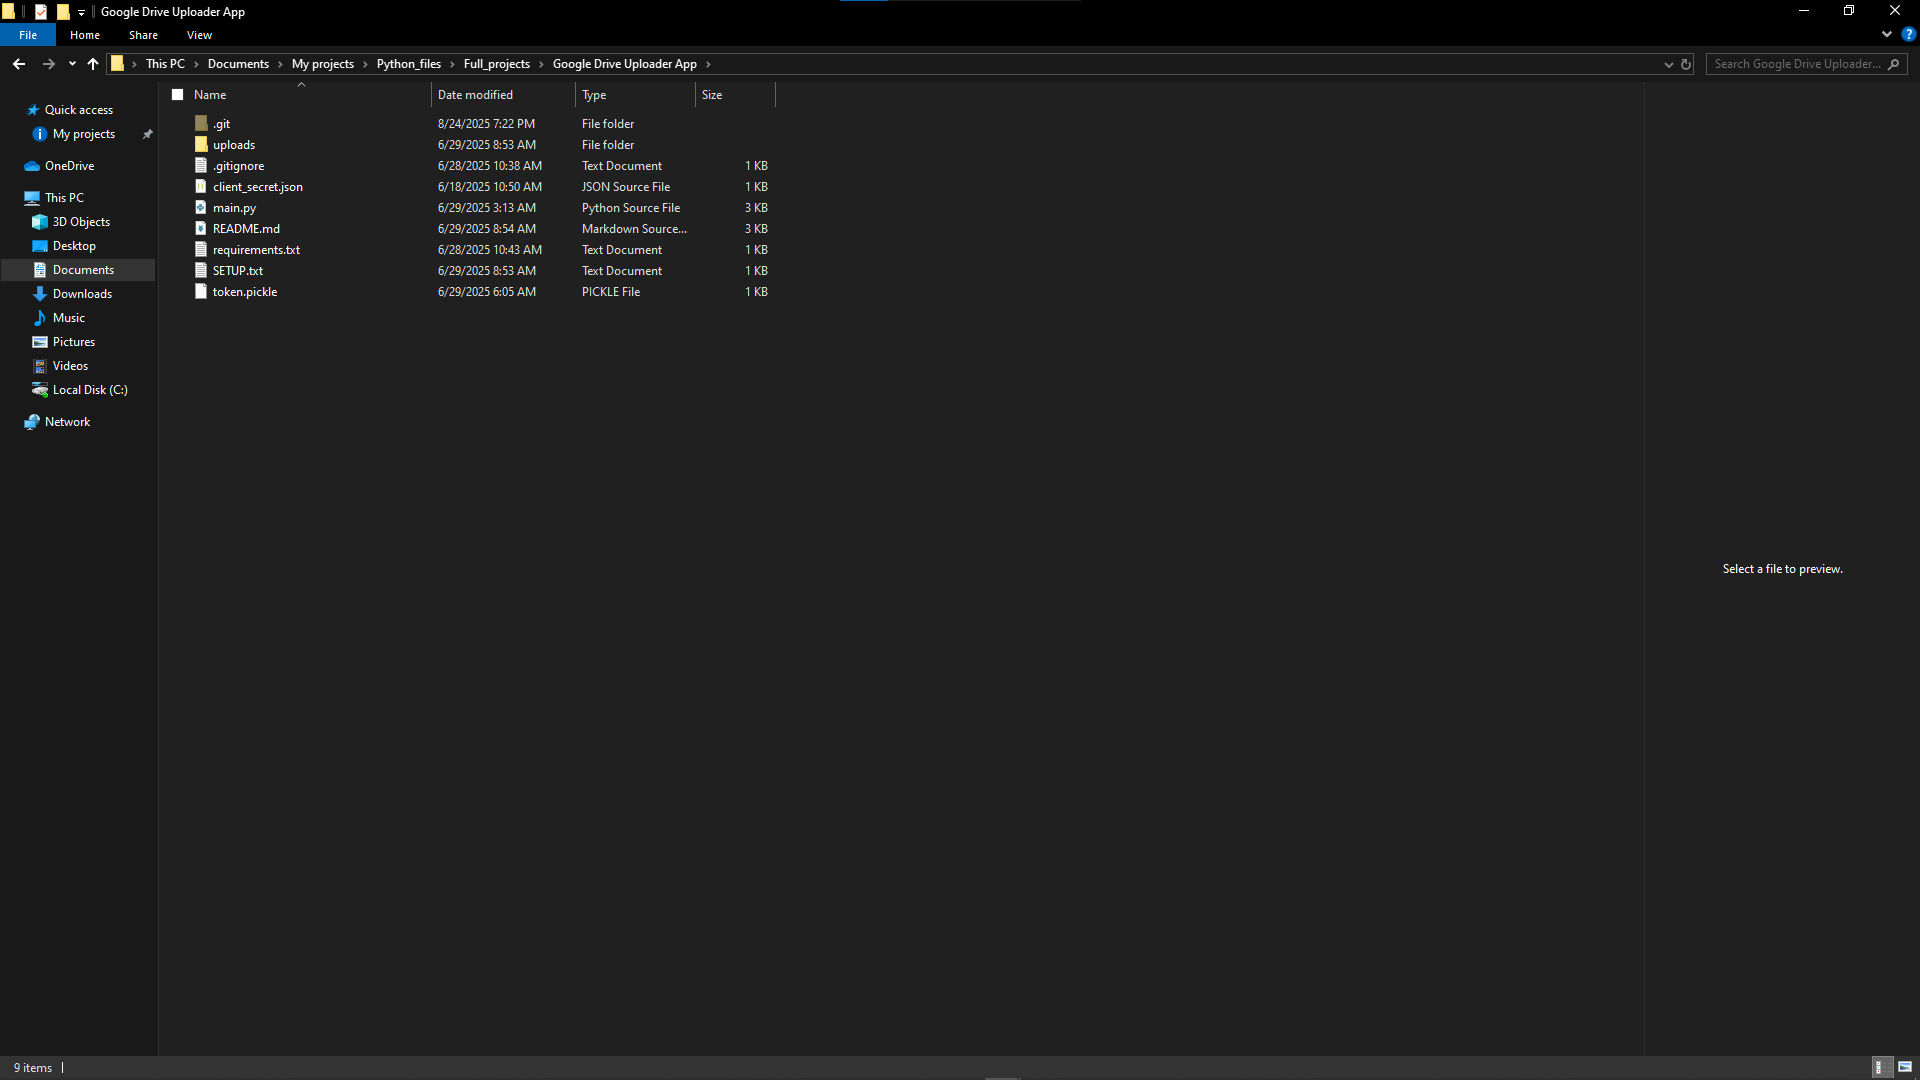 Google Drive Uploader App
File Home Share View
This PC Documents My projects Python_files Full_projects Google Drive Uploader App
Search Google Drive Uploader...
Name Date modified Type Size
.git 8/24/2025 7:22 PM File folder
uploads 6/29/2025 8:53 AM File folder
.gitignore 6/28/2025 10:38 AM Text Document 1 KB
client_secret.json 6/18/2025 10:50 AM JSON Source File 1 KB
main.py 6/29/2025 3:13 AM Python Source File 3 KB
README.md 6/29/2025 8:54 AM Markdown Source... 3 KB
requirements.txt 6/28/2025 10:43 AM Text Document 1 KB
SETUP.txt 6/29/2025 8:53 AM Text Document 1 KB
token.pickle 6/29/2025 6:05 AM PICKLE File 1 KB
Quick access
My projects
OneDrive
This PC
3D Objects
Desktop
Documents
Downloads
Music
Pictures
Videos
Local Disk (C:)
Network
Select a file to preview.
9 items